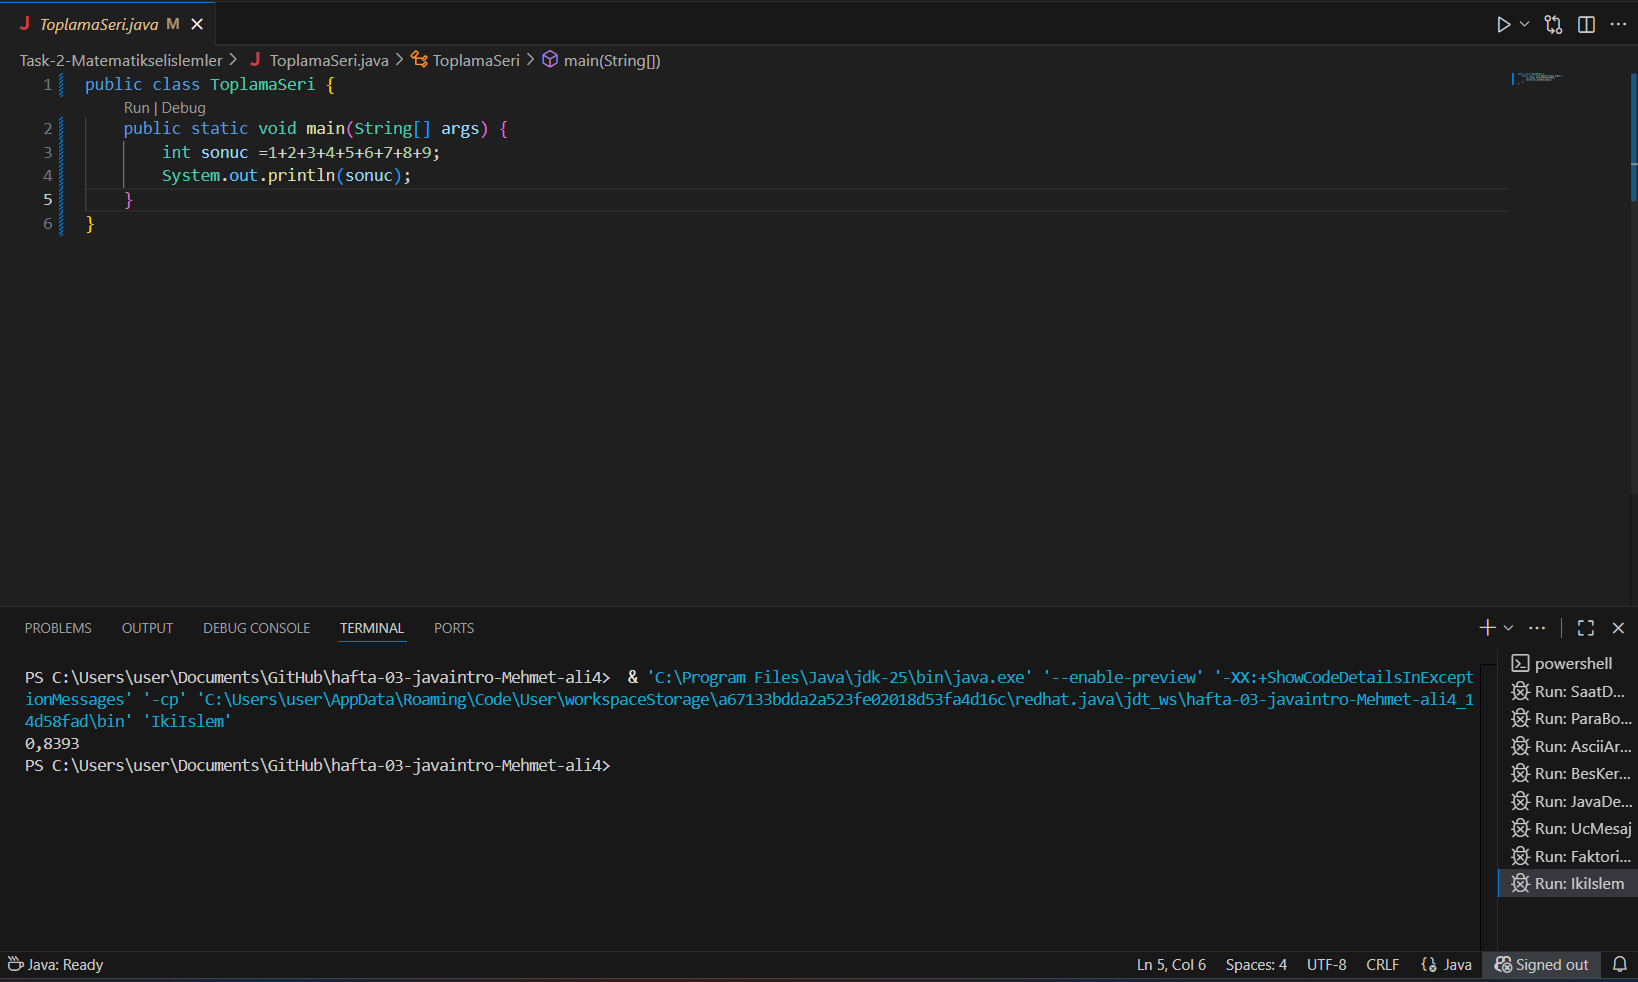 J ToplamaSeri.java M
Task-2-Matematikselislemler > J ToplamaSeri.java > ToplamaSeri > main(String[])
1 public class ToplamaSeri {
Run | Debug
2 public static void main(String[] args) {
3 int sonuc =1+2+3+4+5+6+7+8+9;
4 System.out.println(sonuc);
5 }
6 }
PROBLEMS OUTPUT DEBUG CONSOLE TERMINAL PORTS
PS C:\Users\user\Documents\GitHub\hafta-03-javaintro-Mehmet-ali4> & 'C:\Program Files\Java\jdk-25\bin\java.exe' '--enable-preview' '-XX:+ShowCodeDetailsInExcept
ionMessages' '-cp' 'C:\Users\user\AppData\Roaming\Code\User\workspaceStorage\a67133bdda2a523fe02018d53fa4d16c\redhat.java\jdt_ws\hafta-03-javaintro-Mehmet-ali4_1
4d58fad\bin' 'IkiIslem'
0,8393
PS C:\Users\user\Documents\GitHub\hafta-03-javaintro-Mehmet-ali4>
powershell
Run: SaatD...
Run: ParaBo...
Run: AsciiAr...
Run: BesKer...
Run: JavaDe...
Run: UcMesaj
Run: Faktori...
Run: IkiIslem
Java: Ready
Ln 5, Col 6 Spaces: 4 UTF-8 CRLF Java Signed out